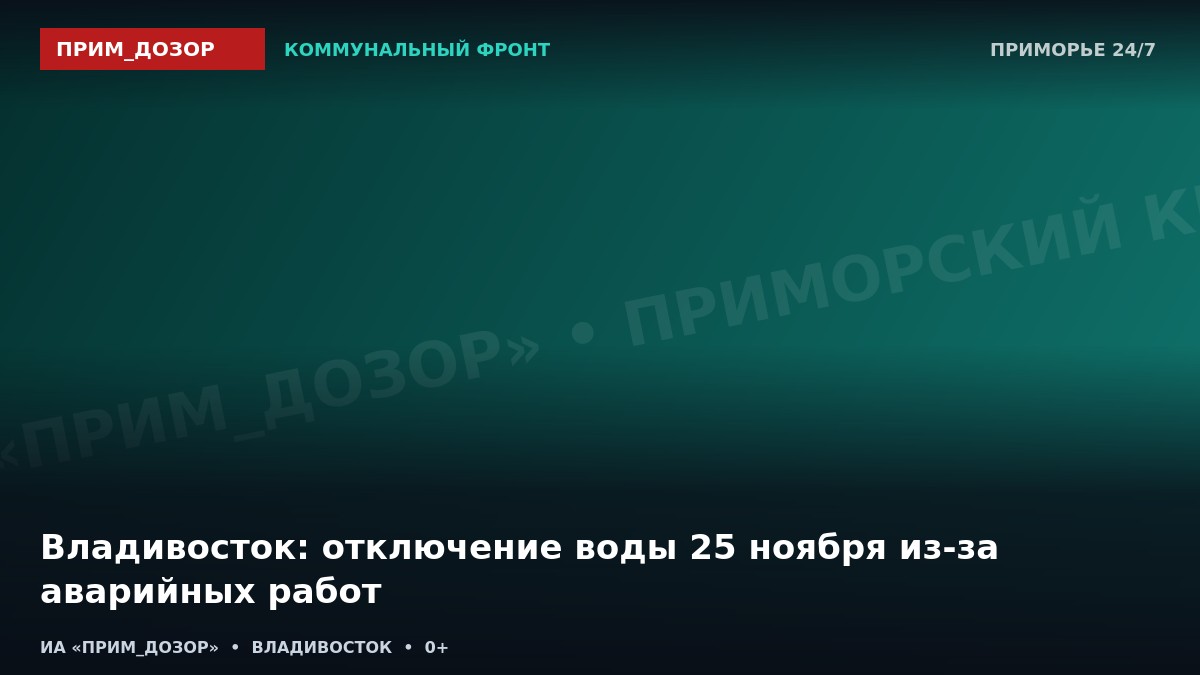 ПРИМ_ДОЗОР
КОММУНАЛЬНЫЙ ФРОНТ
ПРИМОРЬЕ 24/7
«ПРИМ_ДОЗОР» • ПРИМОРСКИЙ
Владивосток: отключение воды 25 ноября из-за
аварийных работ
ИА «ПРИМ_ДОЗОР» • ВЛАДИВОСТОК • 0+